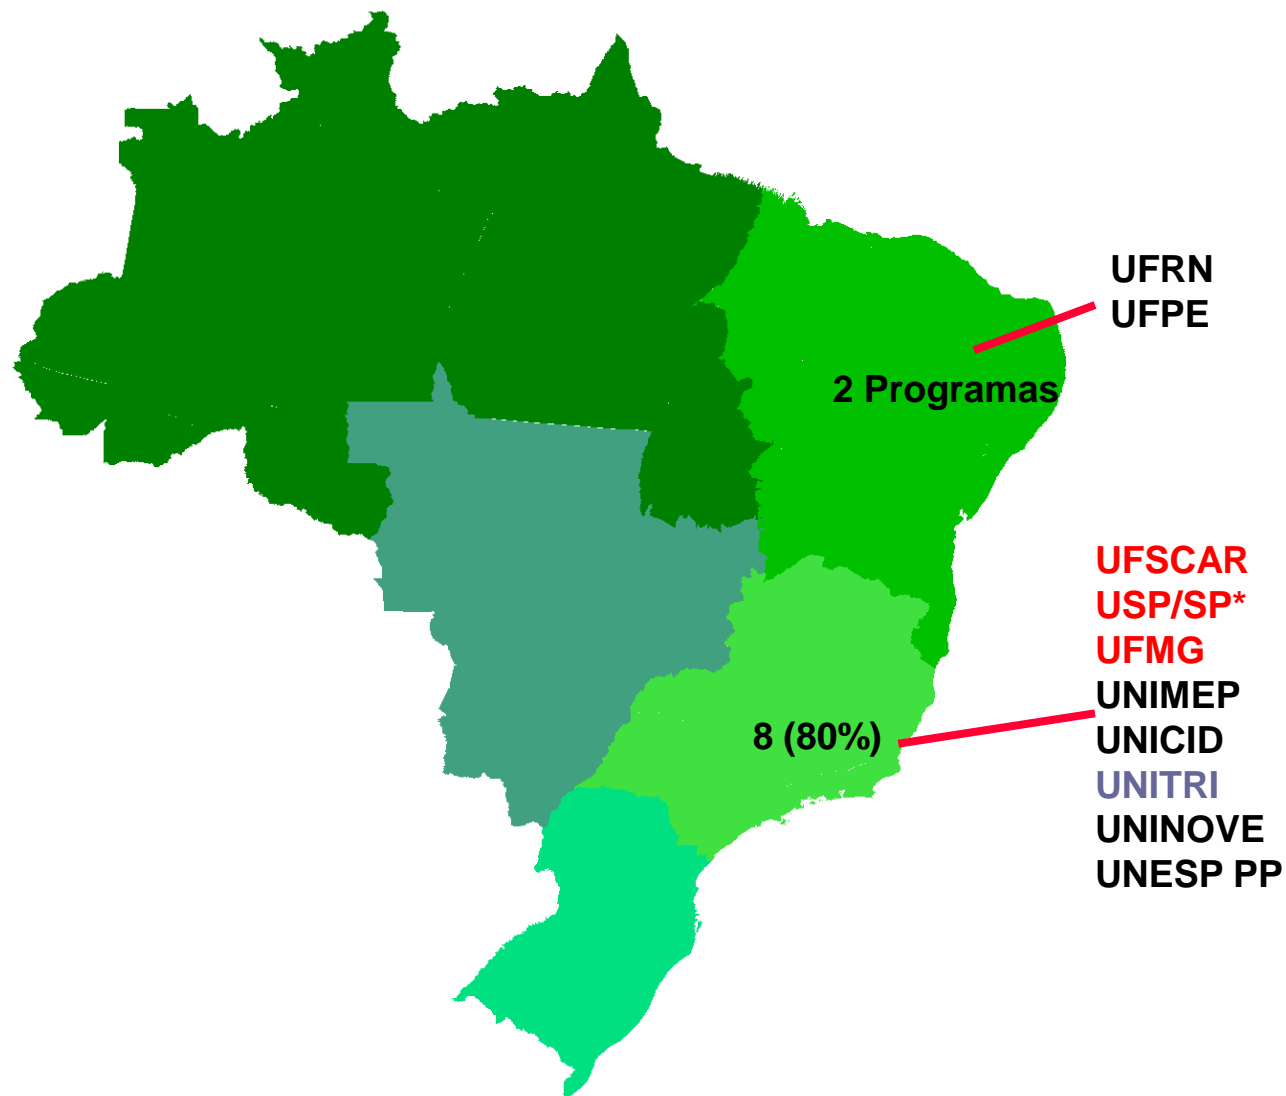 UFRN
UFPE
2 Programas
UFSCAR
USP/SP*
UFMG
UNIMEP
8 (80%)
UNICID
UNITRI
UNINOVE
UNESP PP